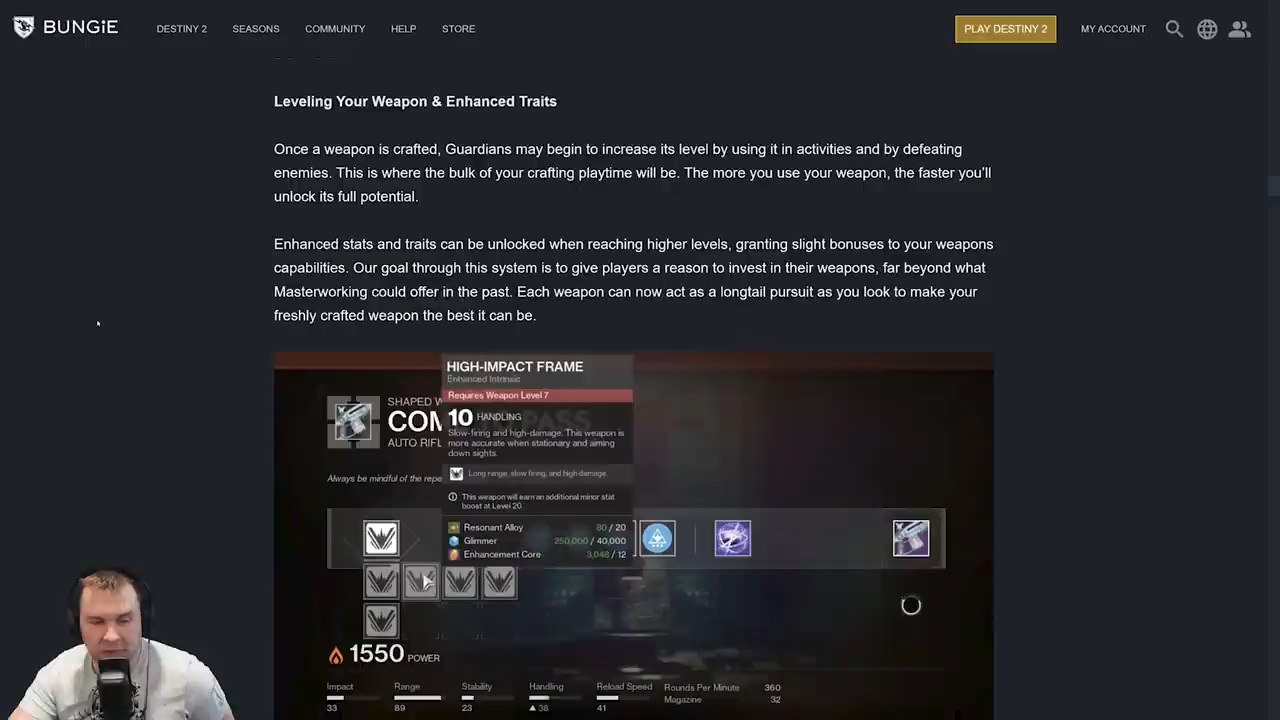 BUNGiE
DESTINY 2 SEASONS COMMUNITY HELP STORE
PLAY DESTINY 2 MY ACCOUNT
Leveling Your Weapon & Enhanced Traits
Once a weapon is crafted, Guardians may begin to increase its level by using it in activities and by defeating
enemies. This is where the bulk of your crafting playtime will be. The more you use your weapon, the faster you'll
unlock its full potential.
Enhanced stats and traits can be unlocked when reaching higher levels, granting slight bonuses to your weapons
capabilities. Our goal through this system is to give players a reason to invest in their weapons, far beyond what
Masterworking could offer in the past. Each weapon can now act as a longtail pursuit as you look to make your
freshly crafted weapon the best it can be.
HIGH-IMPACT FRAME
Enhanced Intrinsic
Requires Weapon Level 7
10 HANDLING
Slow-firing and high-damage. This weapon is
more accurate when stationary and aiming
down sights.
Long range, slow firing, and high damage.
This weapon will earn an additional minor stat
boost at Level 20.
Resonant Alloy 80 / 20
Glimmer 250,000 / 40,000
Enhancement Core 3,048 / 12
SHAPED W
COM PASS
AUTO RIFL
Always be mindful of the repe
1550 POWER
Impact Range Stability Handling Reload Speed Rounds Per Minute 360
Magazine 32
33 89 23 38 41